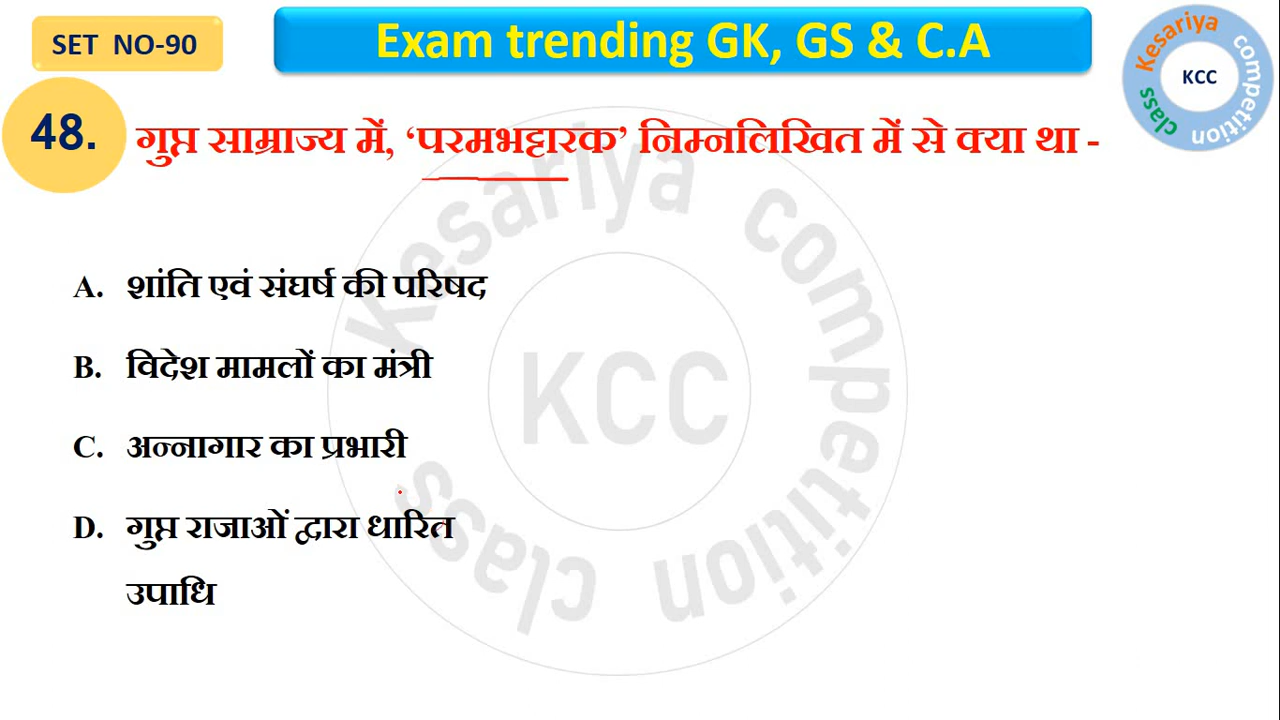 SET NO-90
Exam trending GK, GS & C.A
Kesariya competition class
KCC
48. गुप्त साम्राज्य में, ‘परमभट्टारक’ निम्नलिखित में से क्या था -
A. शांति एवं संघर्ष की परिषद
B. विदेश मामलों का मंत्री
C. अन्नागार का प्रभारी
D. गुप्त राजाओं द्वारा धारित
उपाधि
Kesariya competition class
KCC